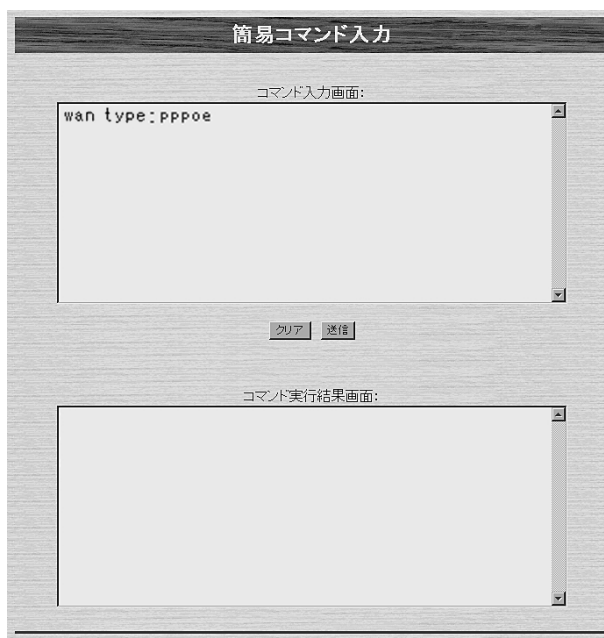 簡易コマンド入力
コマンド入力画面:
wan type:pppoe
クリア 送信
コマンド実行結果画面: